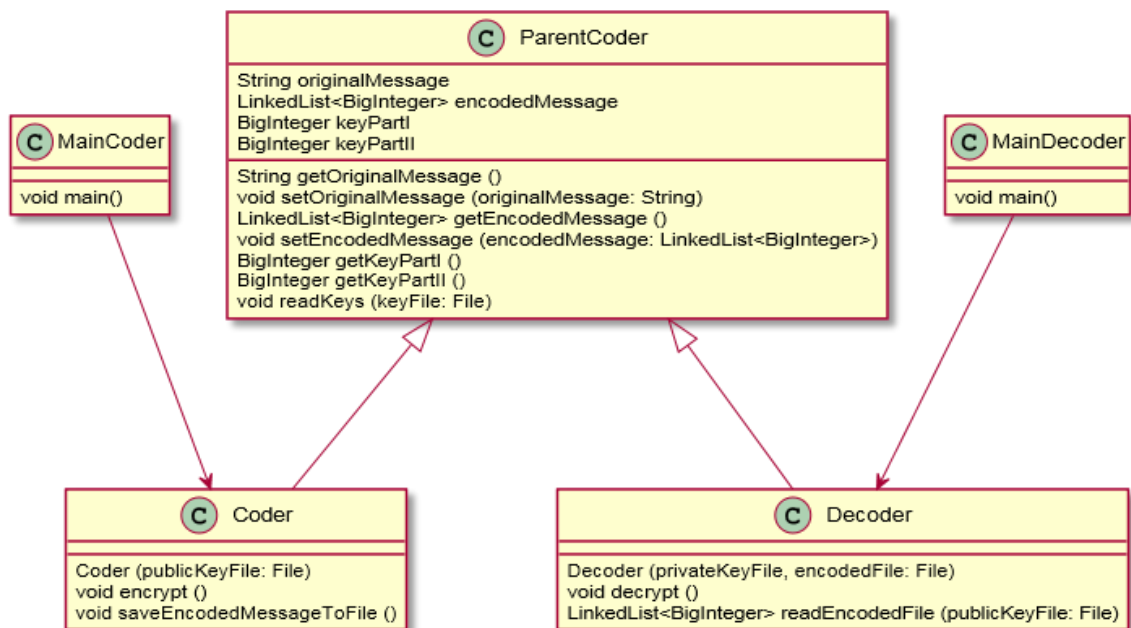 C ParentCoder
String originalMessage
LinkedList<BigInteger> encodedMessage
BigInteger keyPartI
BigInteger keyPartII
String getOriginalMessage ()
void setOriginalMessage (originalMessage: String)
LinkedList<BigInteger> getEncodedMessage ()
void setEncodedMessage (encodedMessage: LinkedList<BigInteger>)
BigInteger getKeyPartI ()
BigInteger getKeyPartII ()
void readKeys (keyFile: File)
C MainCoder
void main()
C MainDecoder
void main()
C Coder
Coder (publicKeyFile: File)
void encrypt ()
void saveEncodedMessageToFile ()
C Decoder
Decoder (privateKeyFile, encodedFile: File)
void decrypt ()
LinkedList<BigInteger> readEncodedFile (publicKeyFile: File)